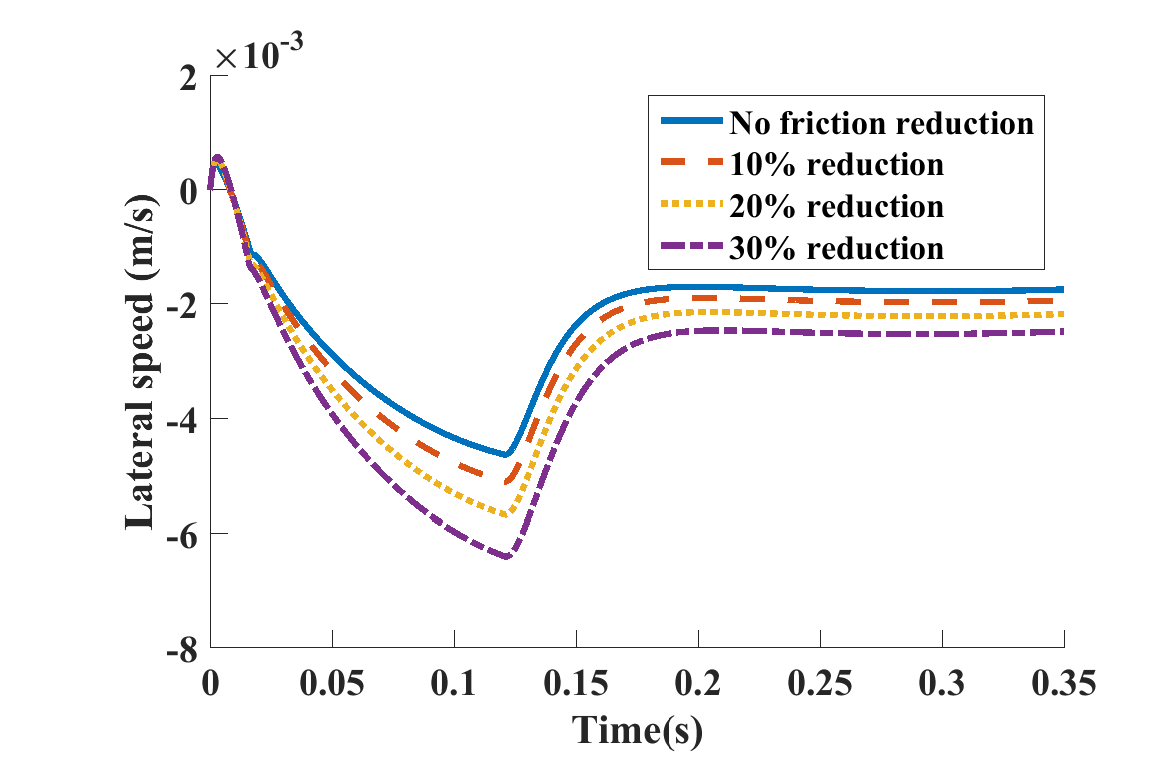 ×10⁻³
2
0
-2
-4
-6
-8
Lateral speed (m/s)
No friction reduction
10% reduction
20% reduction
30% reduction
0 0.05 0.1 0.15 0.2 0.25 0.3 0.35
Time(s)